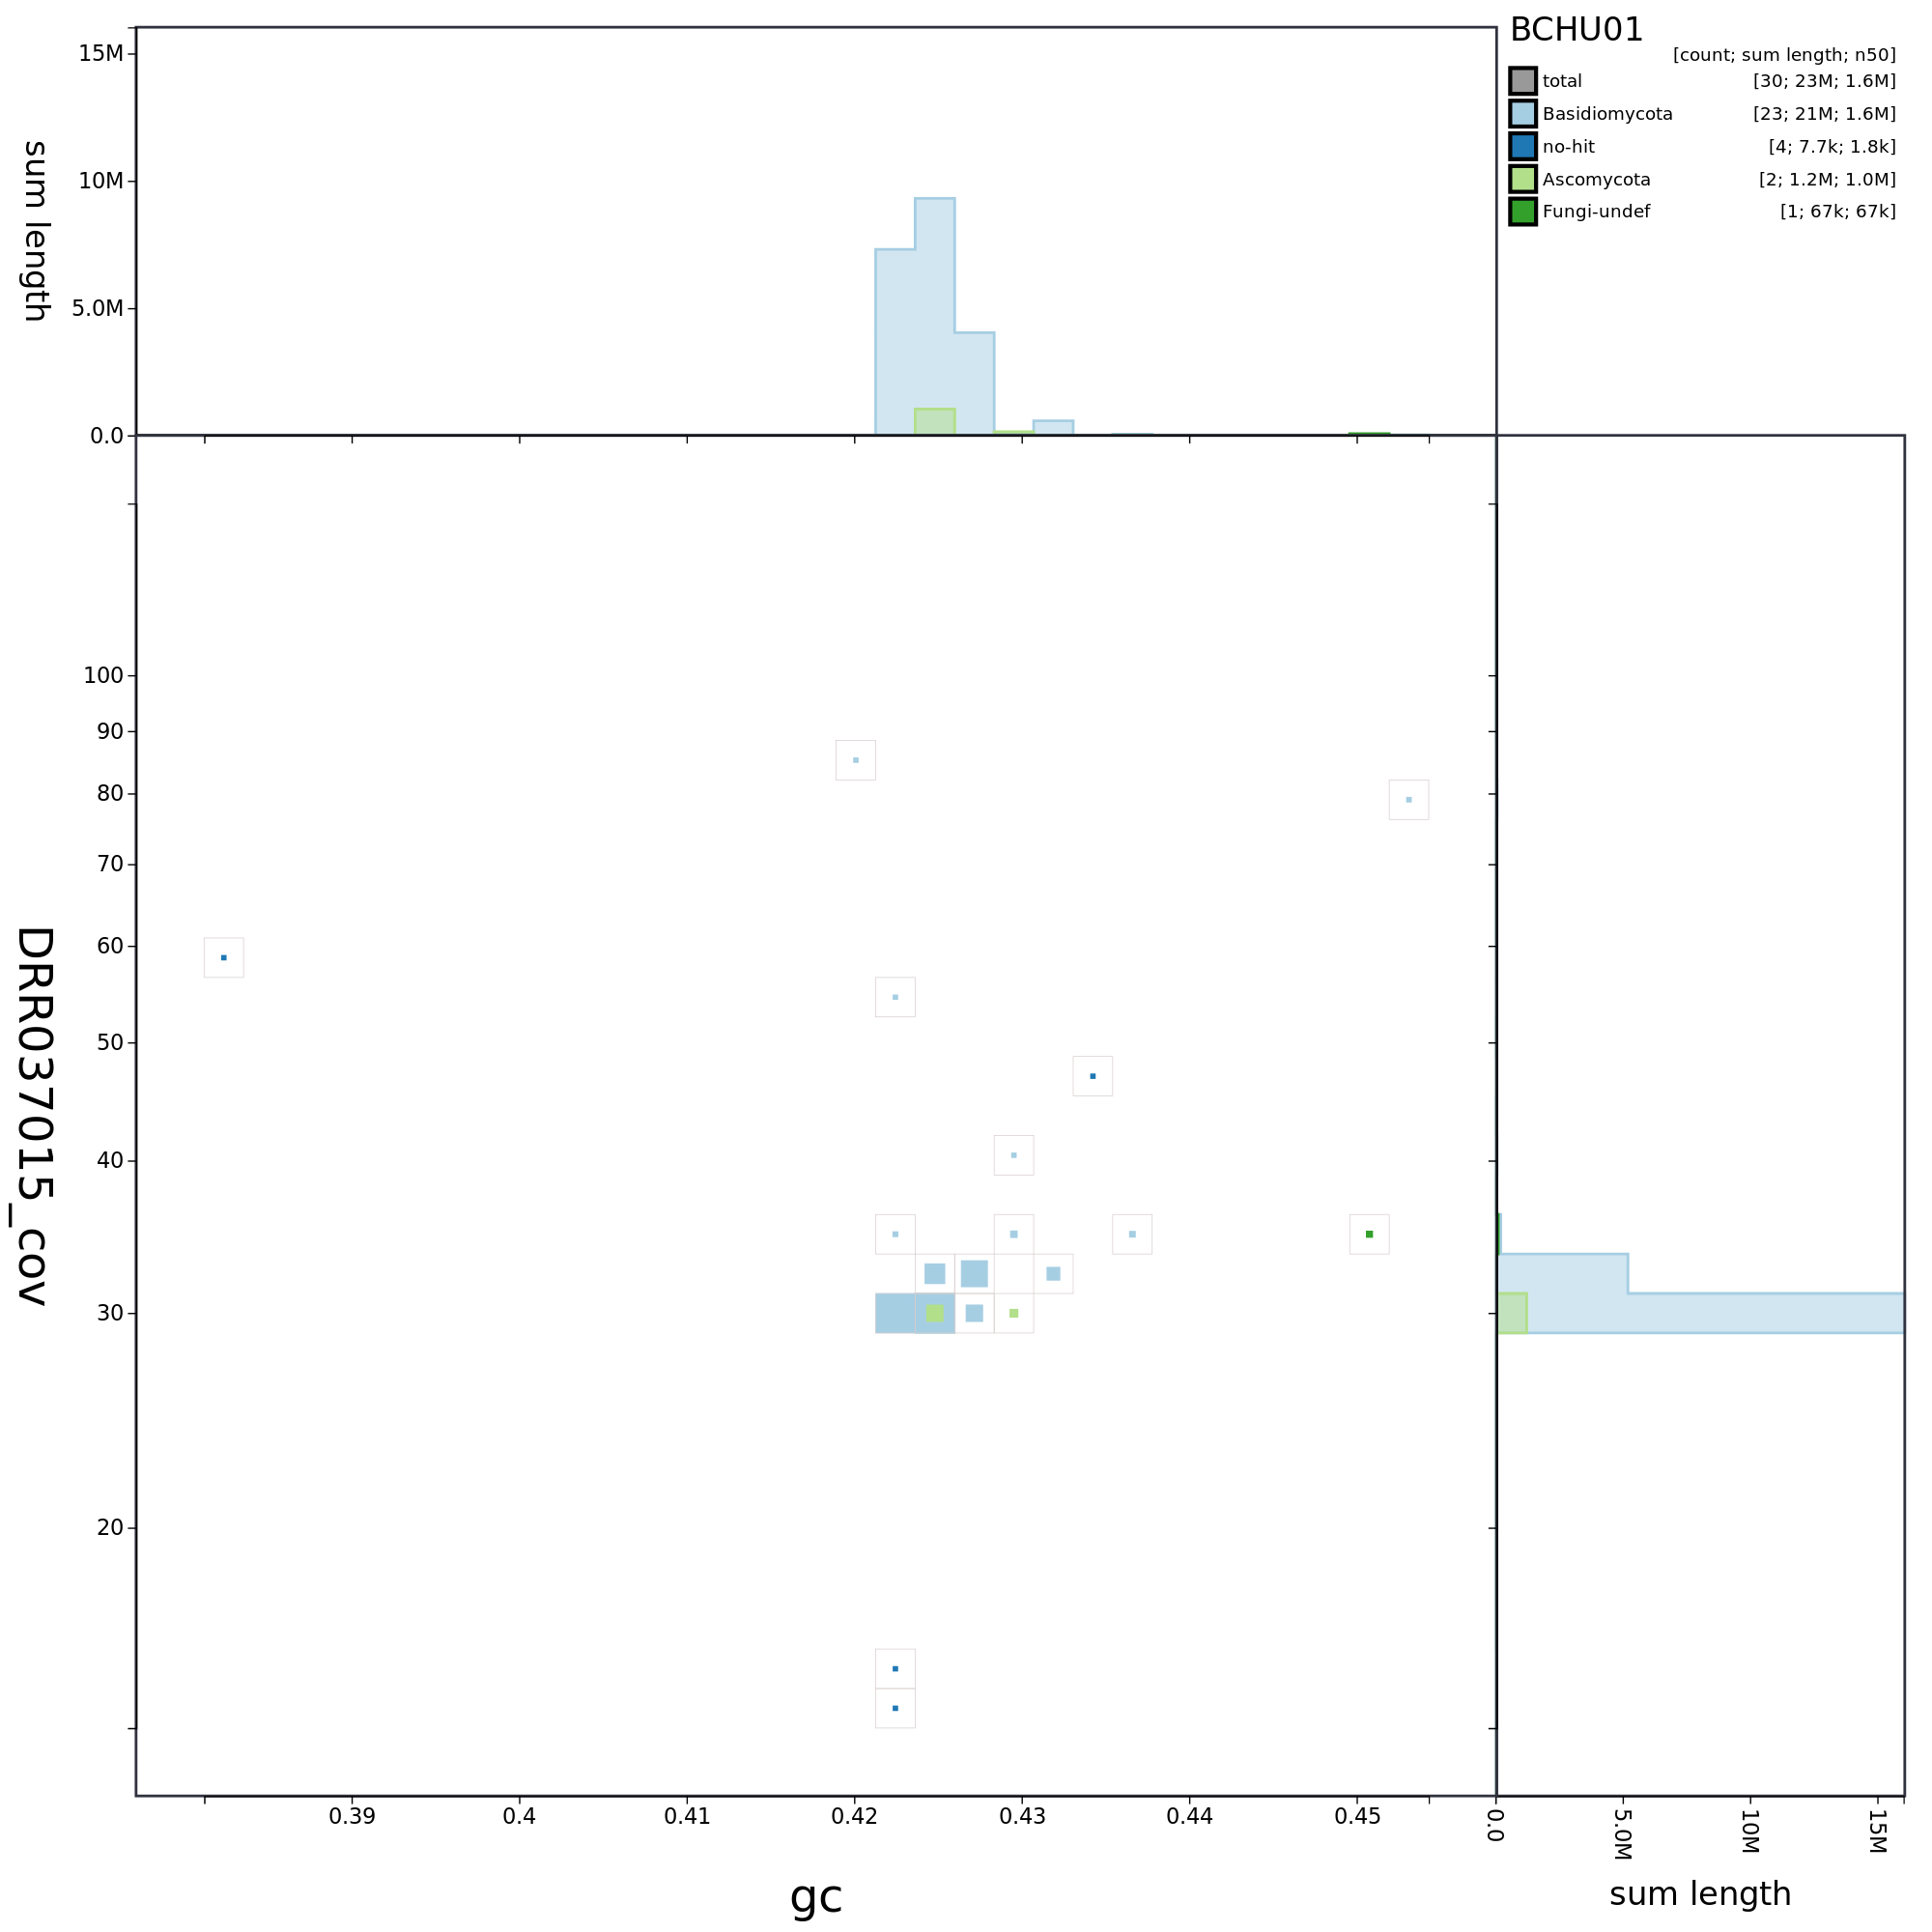 BCHU01
[count; sum length; n50]
total [30; 23M; 1.6M]
Basidiomycota [23; 21M; 1.6M]
no-hit [4; 7.7k; 1.8k]
Ascomycota [2; 1.2M; 1.0M]
Fungi-undef [1; 67k; 67k]
sum length
15M
10M
5.0M
0.0
DRR037015_cov
100
90
80
70
60
50
40
30
20
0.39 0.4 0.41 0.42 0.43 0.44 0.45
gc
0.0 5.0M 10M 15M
sum length